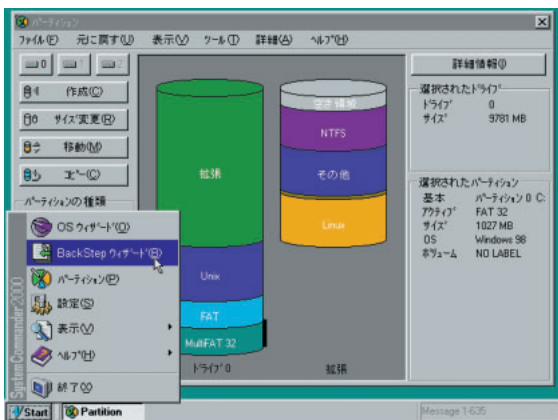 パーティション
ファイル(F) 元に戻す(U) 表示(V) ツール(T) 詳細(A) ヘルプ(H)
0 1 2
作成(C)
サイズ変更(R)
移動(M)
コピー(C)
パーティションの種類
拡張
Unix
FAT
MultiFAT 32
ドライブ 0
空き領域
NTFS
その他
Linux
拡張
詳細情報(I)
選択されたドライブ
ドライブ 0
サイズ 9781 MB
選択されたパーティション
基本 パーティション 0 C:
アクティブ FAT 32
サイズ 1027 MB
OS Windows 98
ボリューム NO LABEL
SystemCommander2000
OS ウィザード(O)
BackStep ウィザード(B)
パーティション(P)
設定(S)
表示(V)
ヘルプ(H)
終了(X)
Start Partition
Message 1-635